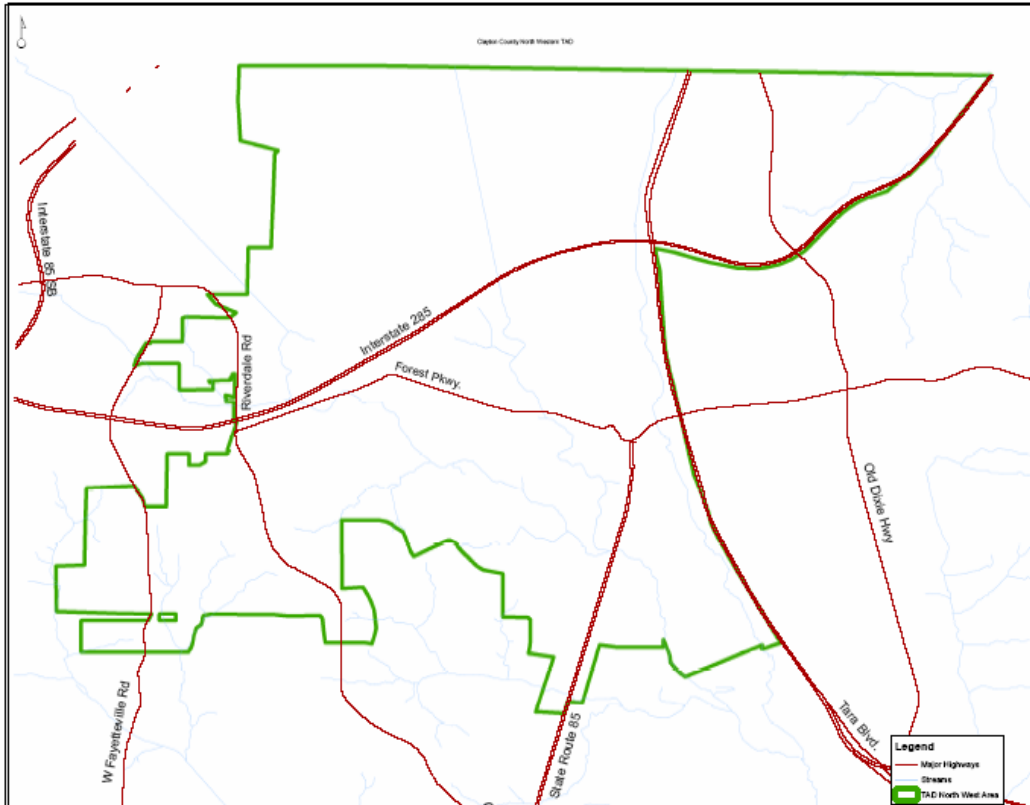 Clayton County North Western TAD
Interstate 85 SB
Interstate 285
Riverdale Rd
Forest Pkwy.
Old Dixie Hwy
W Fayetteville Rd
State Route 85
Tara Blvd.
Legend
Major Highways
Streams
TAD North West Area